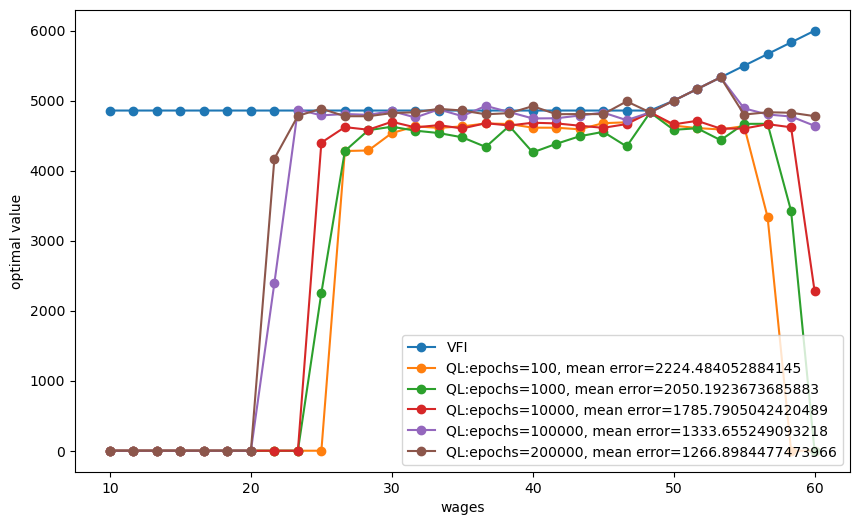 6000
5000
4000
3000
2000
1000
0
optimal value
10
20
30
40
50
60
wages
VFI
QL:epochs=100, mean error=2224.484052884145
QL:epochs=1000, mean error=2050.1923673685883
QL:epochs=10000, mean error=1785.7905042420489
QL:epochs=100000, mean error=1333.655249093218
QL:epochs=200000, mean error=1266.8984477473966